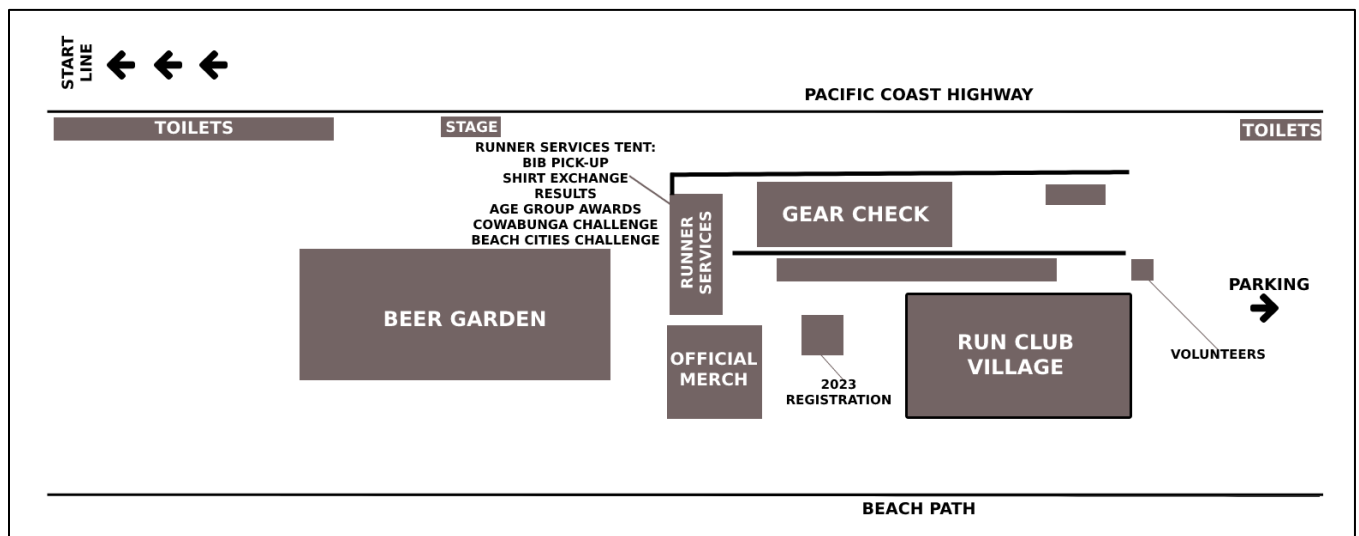 START
LINE
PACIFIC COAST HIGHWAY
TOILETS
STAGE
TOILETS
RUNNER SERVICES TENT:
BIB PICK-UP
SHIRT EXCHANGE
RESULTS
AGE GROUP AWARDS
COWABUNGA CHALLENGE
BEACH CITIES CHALLENGE
RUNNER
SERVICES
GEAR CHECK
BEER GARDEN
OFFICIAL
MERCH
2023
REGISTRATION
RUN CLUB
VILLAGE
VOLUNTEERS
PARKING
BEACH PATH